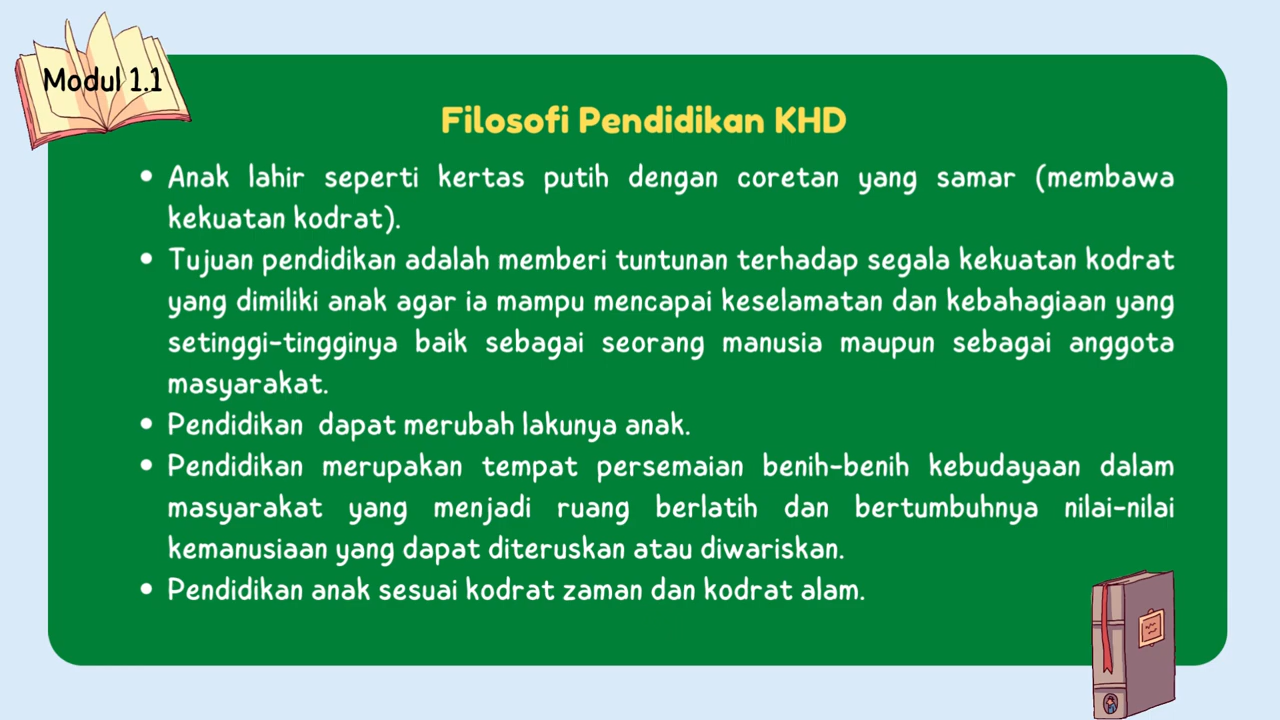 Modul 1.1
Filosofi Pendidikan KHD
• Anak lahir seperti kertas putih dengan coretan yang samar (membawa
kekuatan kodrat).
• Tujuan pendidikan adalah memberi tuntunan terhadap segala kekuatan kodrat
yang dimiliki anak agar ia mampu mencapai keselamatan dan kebahagiaan yang
setinggi-tingginya baik sebagai seorang manusia maupun sebagai anggota
masyarakat.
• Pendidikan dapat merubah lakunya anak.
• Pendidikan merupakan tempat persemaian benih-benih kebudayaan dalam
masyarakat yang menjadi ruang berlatih dan bertumbuhnya nilai-nilai
kemanusiaan yang dapat diteruskan atau diwariskan.
• Pendidikan anak sesuai kodrat zaman dan kodrat alam.